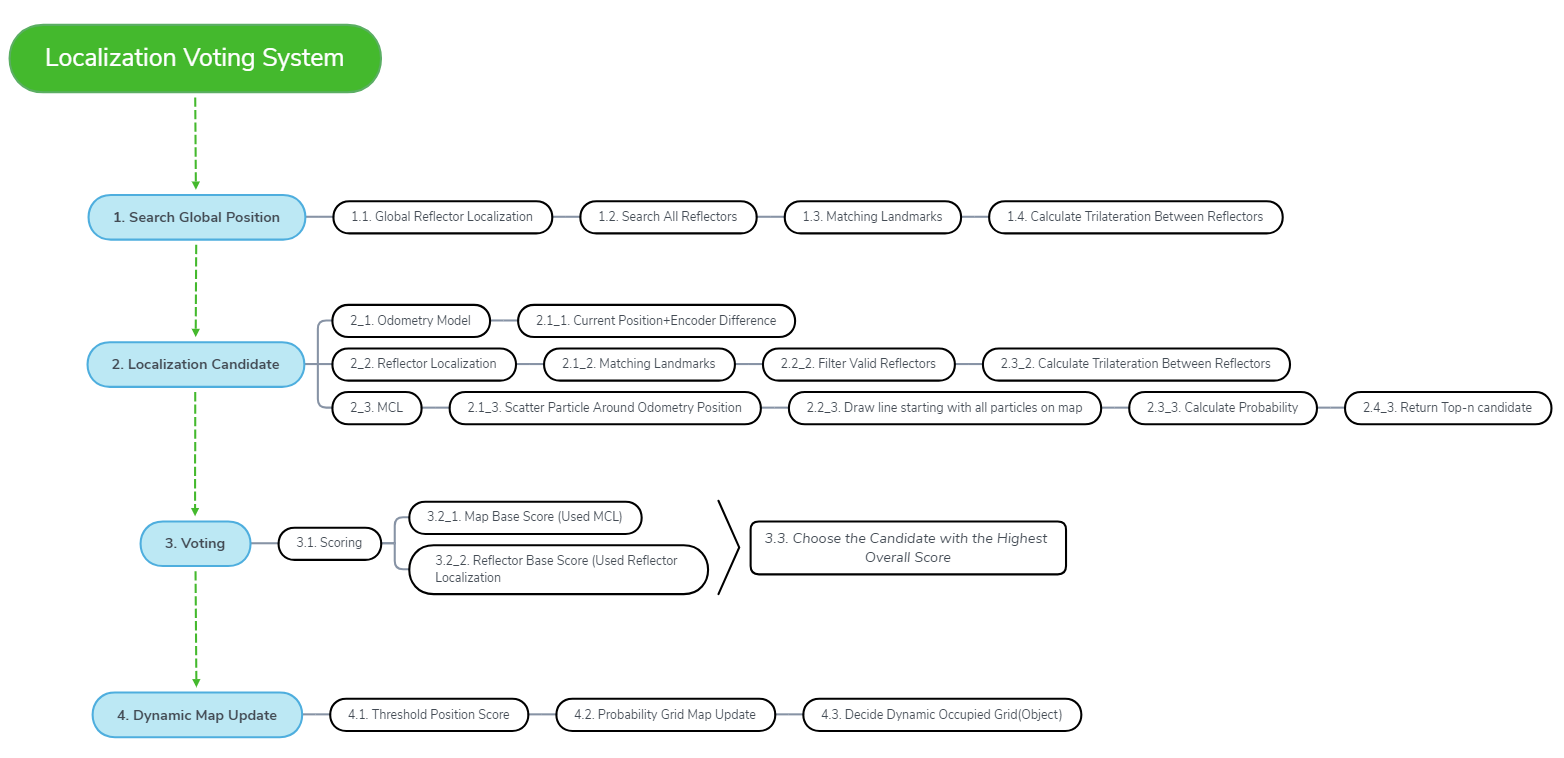 Localization Voting System
1. Search Global Position
1.1. Global Reflector Localization
1.2. Search All Reflectors
1.3. Matching Landmarks
1.4. Calculate Trilateration Between Reflectors
2. Localization Candidate
2_1. Odometry Model
2.1_1. Current Position+Encoder Difference
2_2. Reflector Localization
2.1_2. Matching Landmarks
2.2_2. Filter Valid Reflectors
2.3_2. Calculate Trilateration Between Reflectors
2_3. MCL
2.1_3. Scatter Particle Around Odometry Position
2.2_3. Draw line starting with all particles on map
2.3_3. Calculate Probability
2.4_3. Return Top-n candidate
3. Voting
3.1. Scoring
3.2_1. Map Base Score (Used MCL)
3.2_2. Reflector Base Score (Used Reflector
Localization
3.3. Choose the Candidate with the Highest
Overall Score
4. Dynamic Map Update
4.1. Threshold Position Score
4.2. Probability Grid Map Update
4.3. Decide Dynamic Occupied Grid(Object)